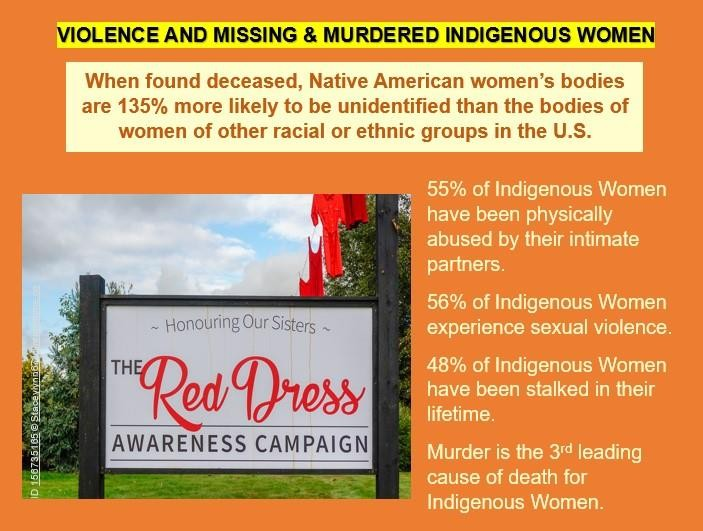 VIOLENCE AND MISSING & MURDERED INDIGENOUS WOMEN
When found deceased, Native American women's bodies
are 135% more likely to be unidentified than the bodies of
women of other racial or ethnic groups in the U.S.
55% of Indigenous Women
have been physically
abused by their intimate
partners.
56% of Indigenous Women
experience sexual violence.
48% of Indigenous Women
have been stalked in their
lifetime.
Murder is the 3rd leading
cause of death for
Indigenous Women.
~ Honouring Our Sisters ~
THE Red Dress
AWARENESS CAMPAIGN